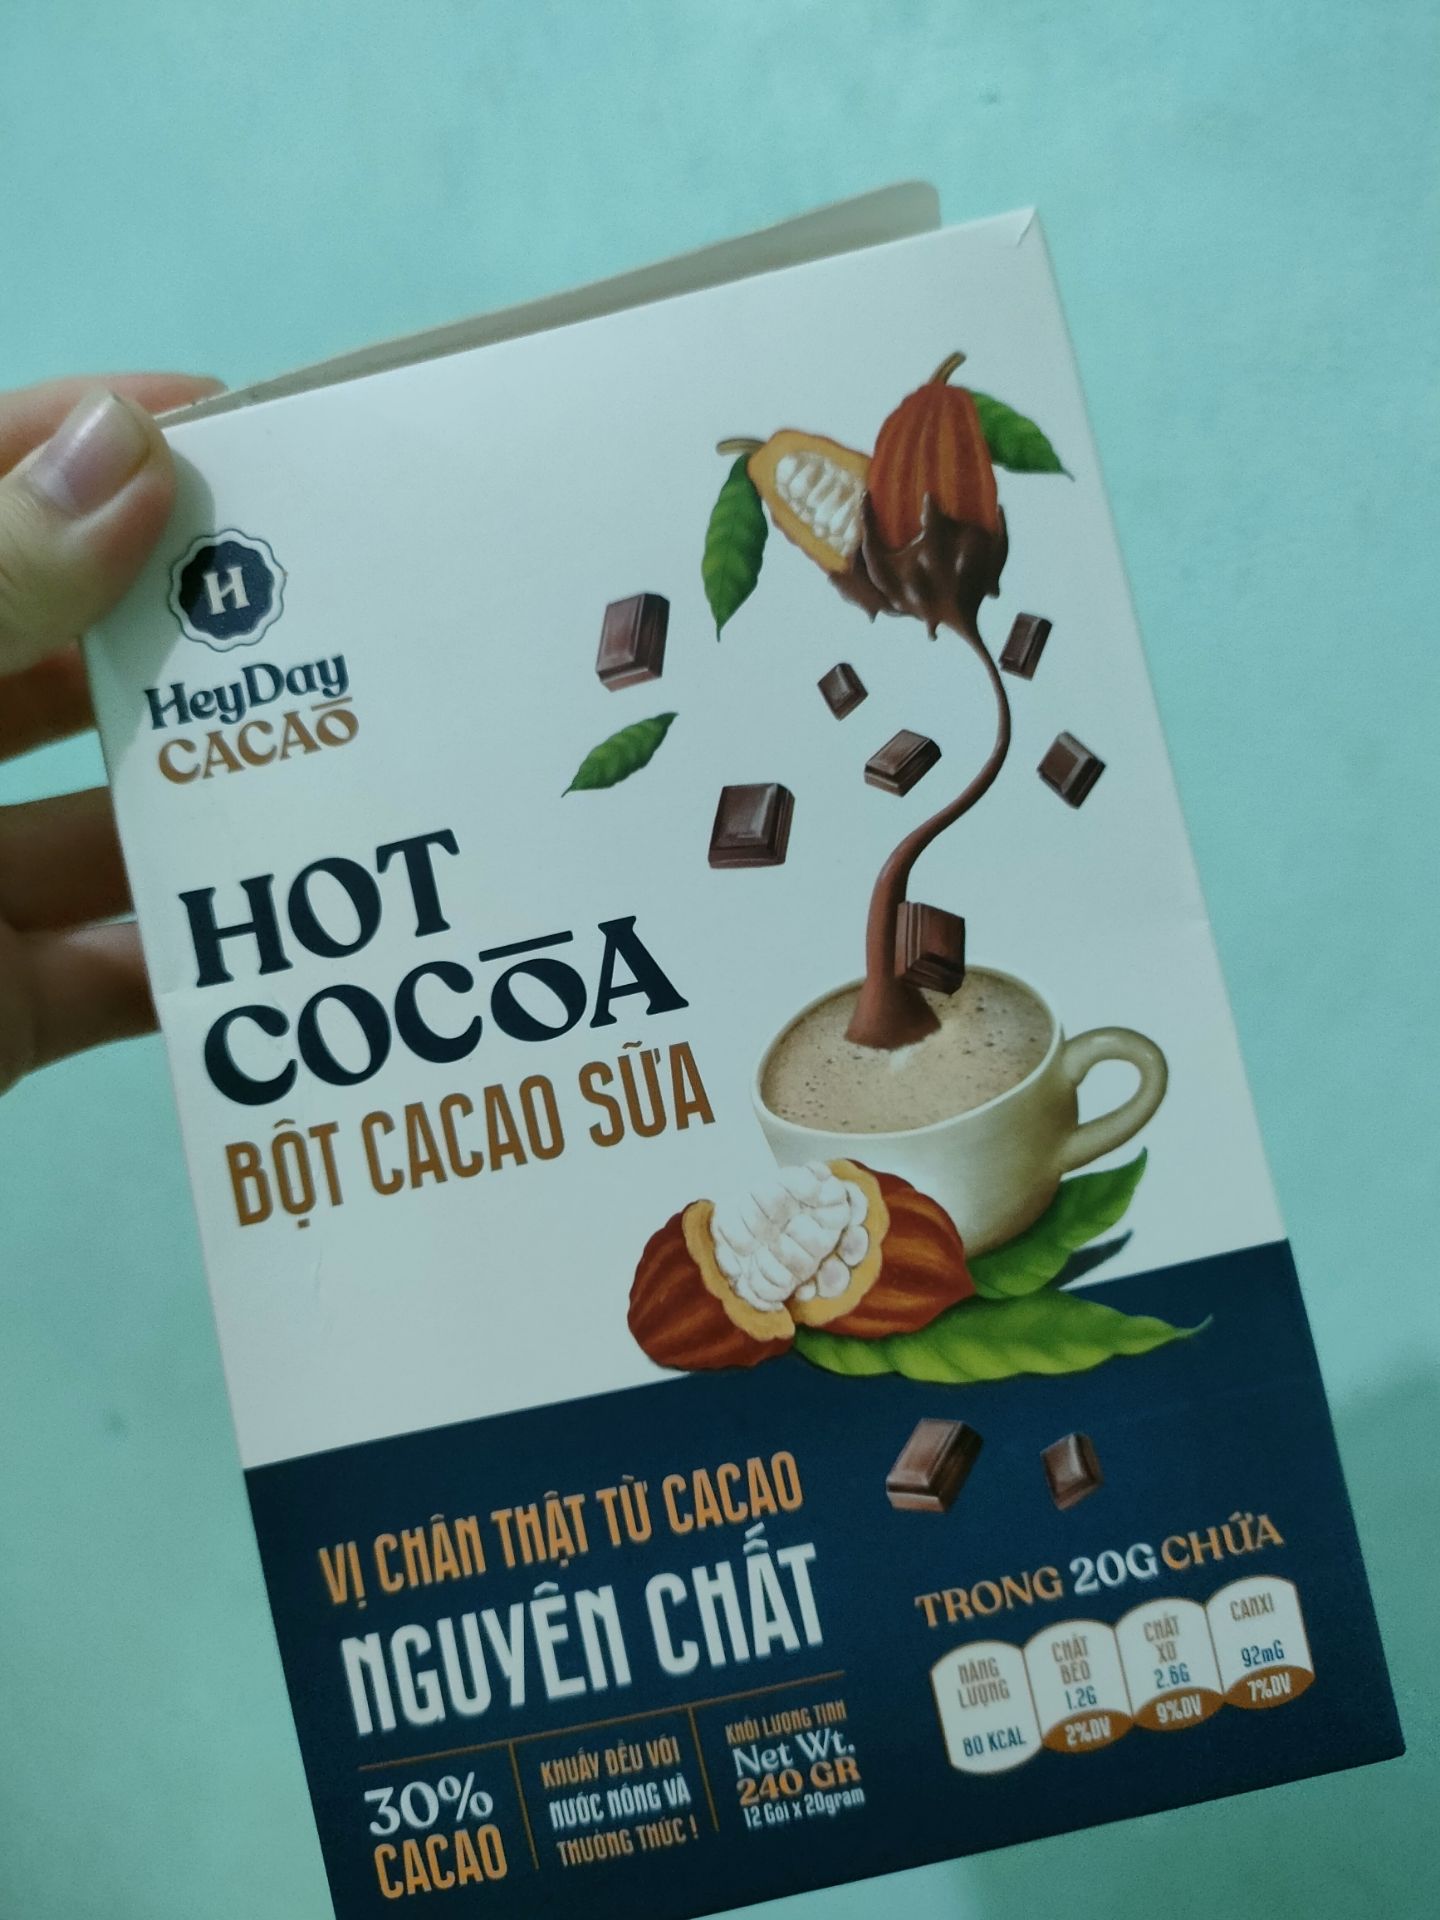 H
HeyDay
CACAO
HOT
COCOA
BỘT CACAO SỮA
VỊ CHÂN THẬT TỪ CACAO
NGUYÊN CHẤT
30%
CACAO
KHUẤY ĐỀU VỚI
NƯỚC NÓNG VÀ
THƯỞNG THỨC !
KHỐI LƯỢNG TỊNH
Net Wt.
240 GR
12 Gói x 20gram
TRONG 20G CHỨA
NĂNG
LƯỢNG
80 KCAL
CHẤT
BÉO
1.2G
2%DV
CHẤT
XƠ
2.6G
9%DV
CANXI
92mG
7%DV